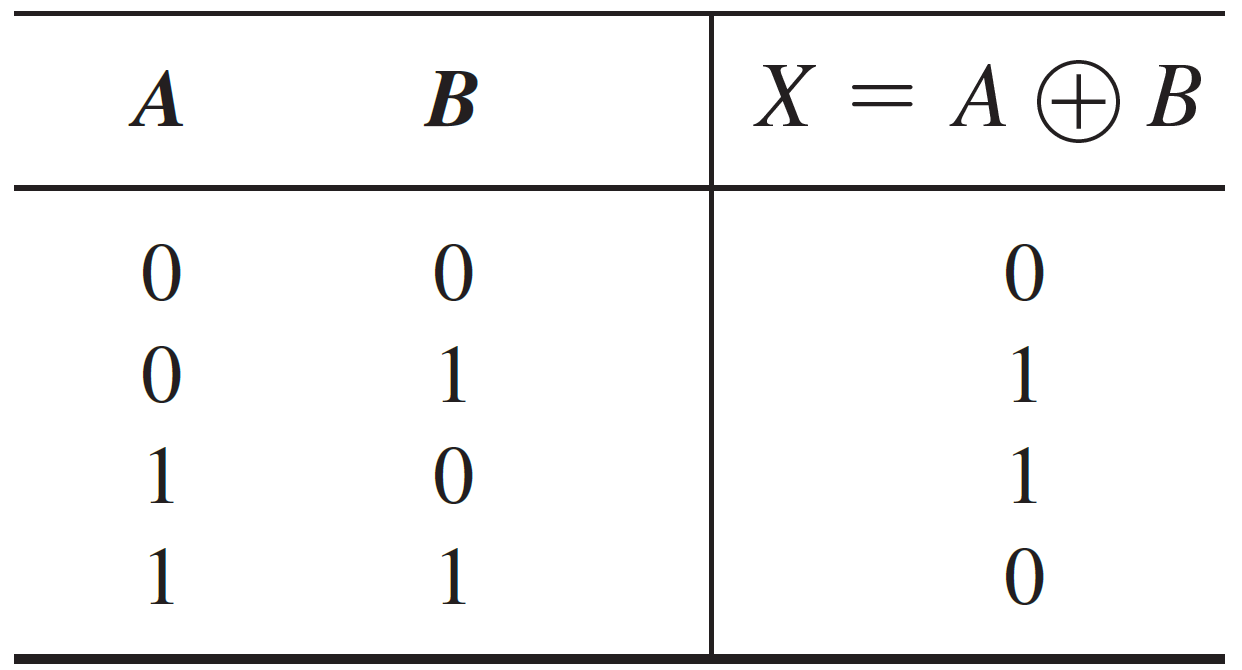 A B X = A ⊕ B
0 0 0
0 1 1
1 0 1
1 1 0